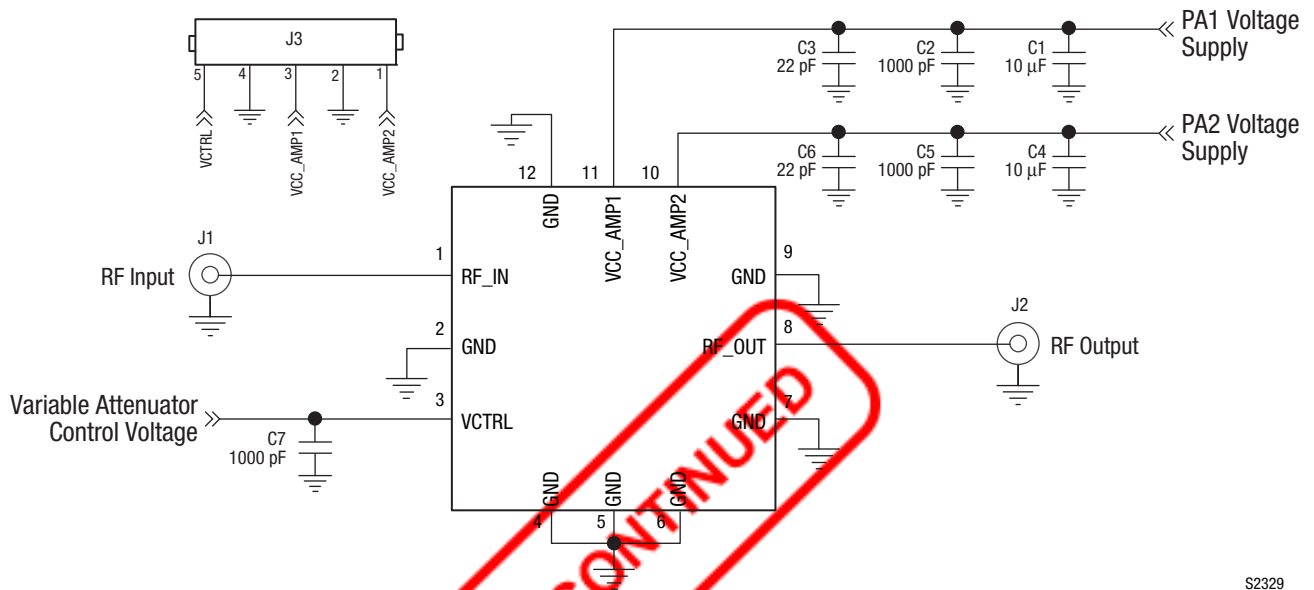 J3
5
4
3
2
1
VCTRL
VCC_AMP1
VCC_AMP2
PA1 Voltage
Supply
C3
22 pF
C2
1000 pF
C1
10 μF
PA2 Voltage
Supply
C6
22 pF
C5
1000 pF
C4
10 μF
12
11
10
GND
VCC_AMP1
VCC_AMP2
J1
RF Input
1
RF_IN
9
GND
2
GND
8
RF_OUT
J2
RF Output
Variable Attenuator
Control Voltage
3
VCTRL
C7
1000 pF
7
GND
GND
GND
GND
4
5
6
CONTINUED
S2329